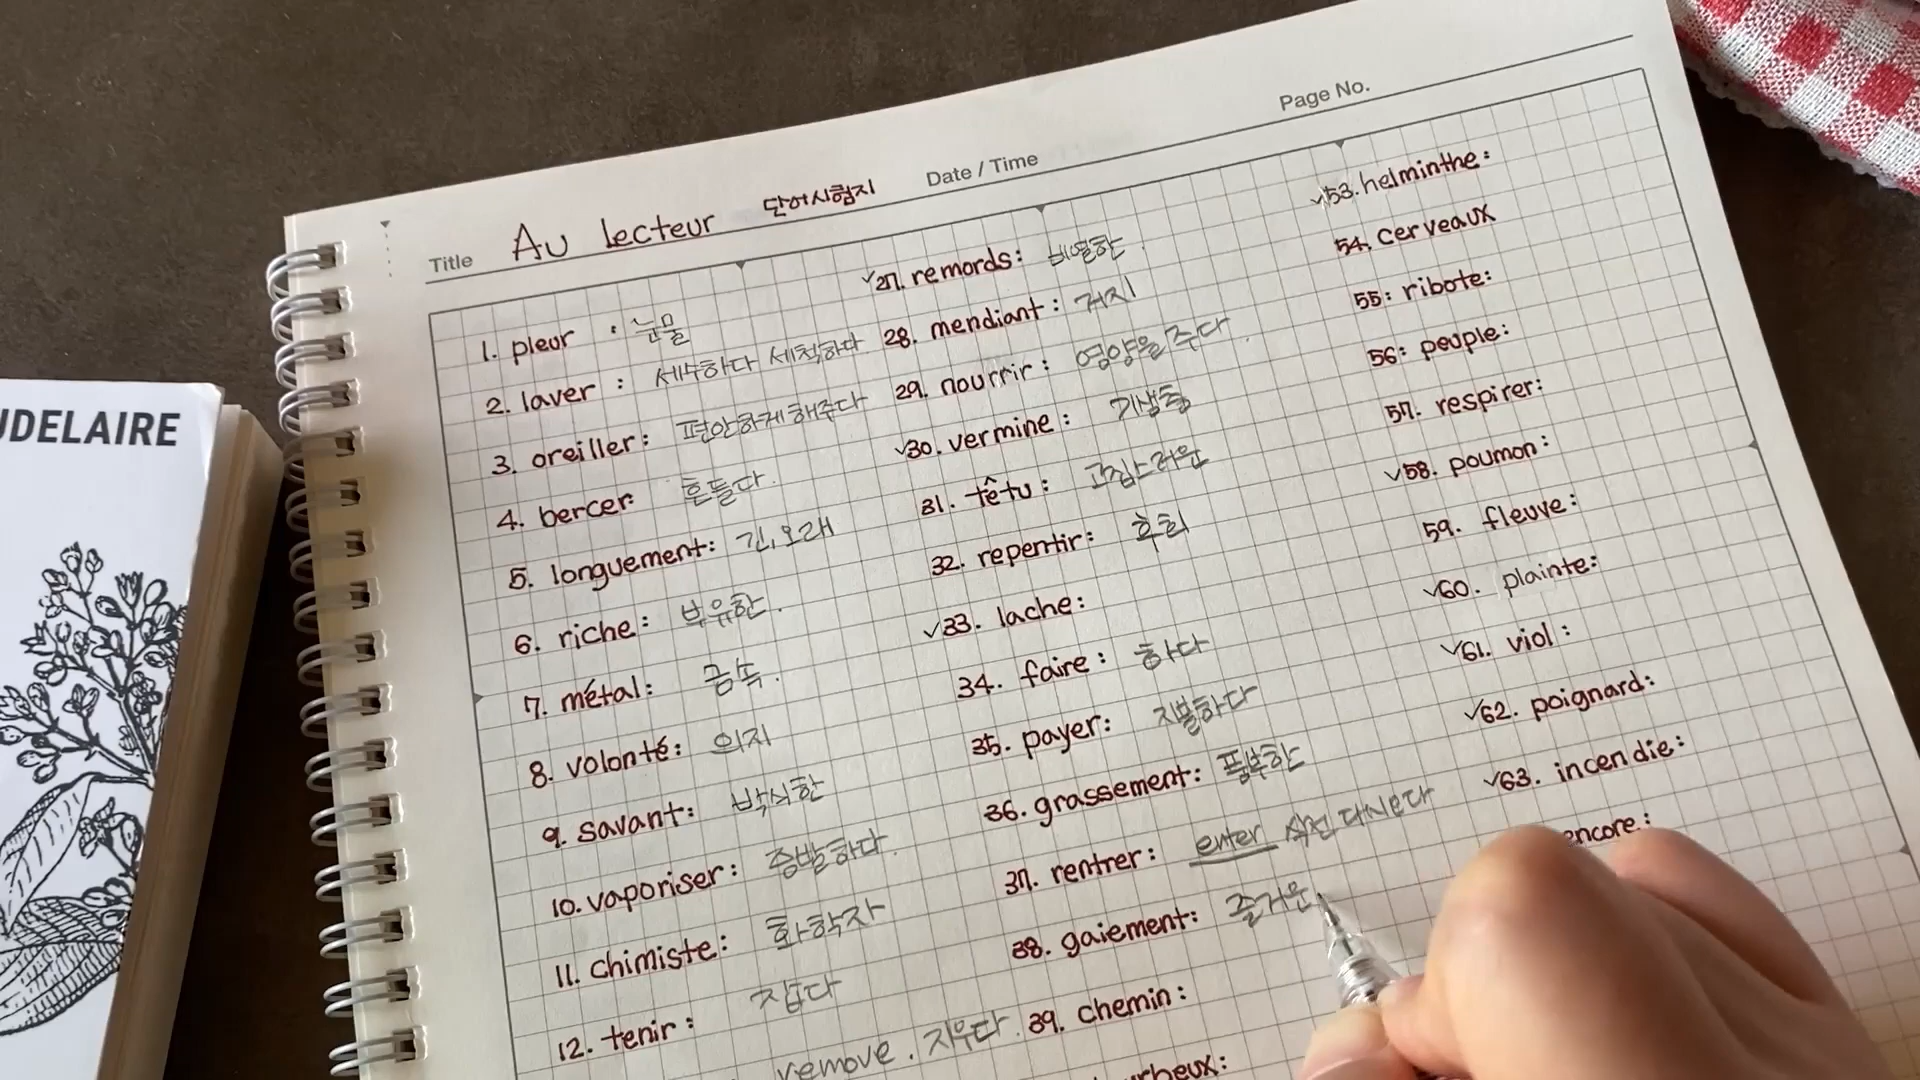 UDELAIRE
Title Au lecteur 단어시험지 Date / Time Page No.
1. pleur : 눈물
2. laver : 세수하다 세척하다
3. oreiller: 편안하게해주다
4. bercer: 흔들다.
5. longuement: 긴, 오래
6. riche: 부유한.
7. métal: 금속.
8. volonté: 의지
9. savant: 박식한
10. vaporiser: 증발하다.
11. chimiste: 화학자
12. tenir: 잡다
remove. 지우다.
✓27. remords: 비열한.
28. mendiant: 거지
29. nourrir: 영양을 주다.
✓30. vermine: 기생충
31. têtu: 고집스러운
32. repentir: 후회
✓33. lache:
34. faire: 하다
35. payer: 지불하다
36. grassement: 풍부한
37. rentrer: enter 다시
38. gaiement: 즐거운
39. chemin:
✓53. helminthe:
54. cerveaux
55: ribote:
56: peuple:
57. respirer:
✓58. poumon:
59. fleuve:
✓60. plainte:
✓61. viol:
✓62. poignard:
✓63. incendie:
encore: